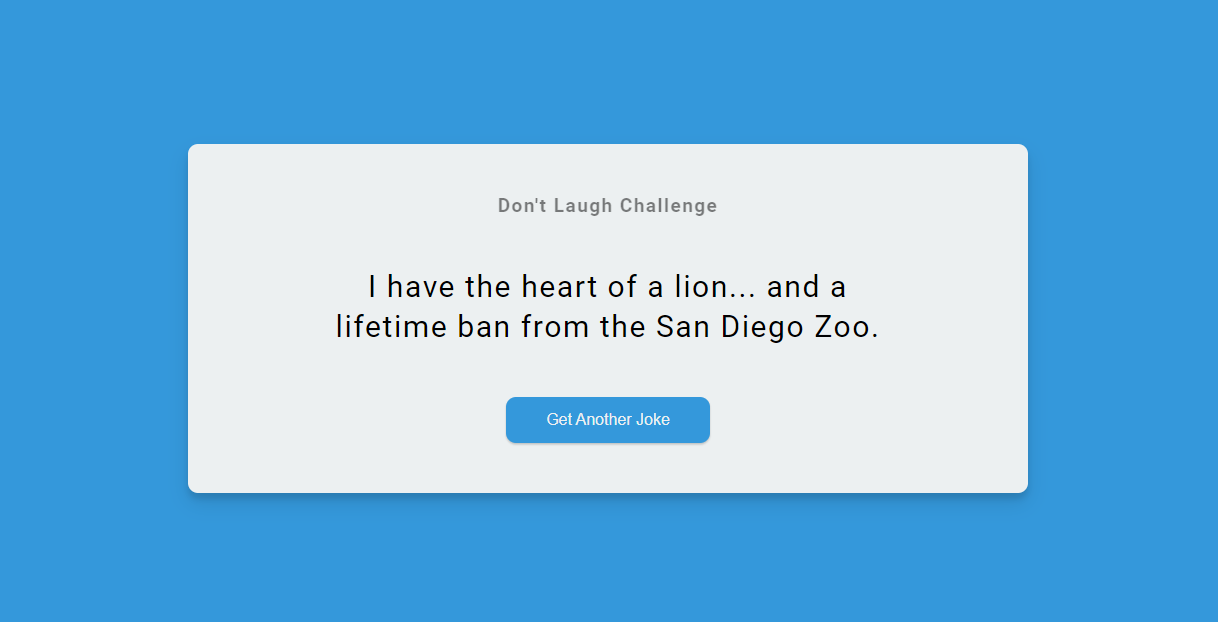 Don't Laugh Challenge
I have the heart of a lion... and a
lifetime ban from the San Diego Zoo.
Get Another Joke